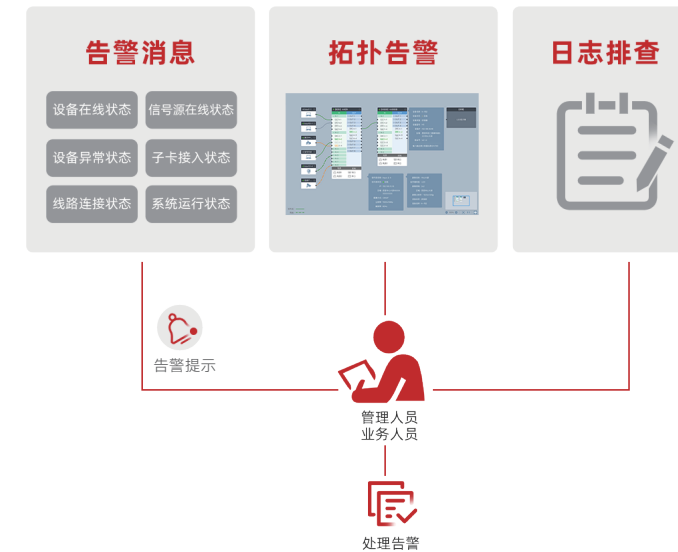 告警消息
设备在线状态
信号源在线状态
设备异常状态
子卡接入状态
线路连接状态
系统运行状态
拓扑告警
日志排查
告警提示
管理人员
业务人员
处理告警